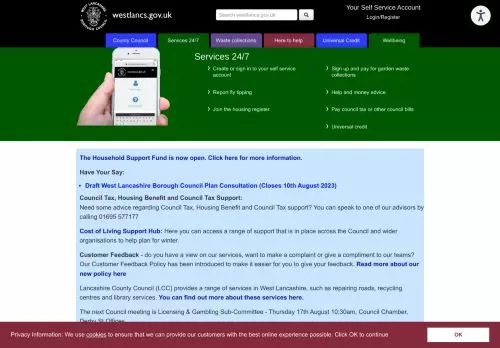 westlancs.gov.uk
Search westlancs.gov.uk
Your Self Service Account
Login/Register
County Council
Services 24/7
Waste collections
Here to help
Universal Credit
Wellbeing
Services 24/7
Create or sign in to your self service
account
Report fly tipping
Join the housing register
Sign up and pay for garden waste
collections
Help and money advice
Pay council tax or other council bills
Universal credit
The Household Support Fund is now open. Click here for more information.
Have Your Say:
Draft West Lancashire Borough Council Plan Consultation (Closes 10th August 2023)
Council Tax, Housing Benefit and Council Tax Support:
Need some advice regarding Council Tax, Housing Benefit and Council Tax support? You can speak to one of our advisors by
calling 01695 577177
Cost of Living Support Hub: Here you can access a range of support that is in place across the Council and wider
organisations to help plan for winter.
Customer Feedback - do you have a view on our services, want to make a complaint or give a compliment to our teams?
Our Customer Feedback Policy has been introduced to make it easier for you to give your feedback. Read more about our
new policy here
Lancashire County Council (LCC) provides a range of services in West Lancashire, such as repairing roads, recycling
centres and library services. You can find out more about these services here.
The next Council meeting is Licensing & Gambling Sub-Committee - Thursday 17th August 10:30am, Council Chamber,
Privacy Information: We use cookies to ensure that we can provide our customers with the best online experience possible. Click OK to continue
OK